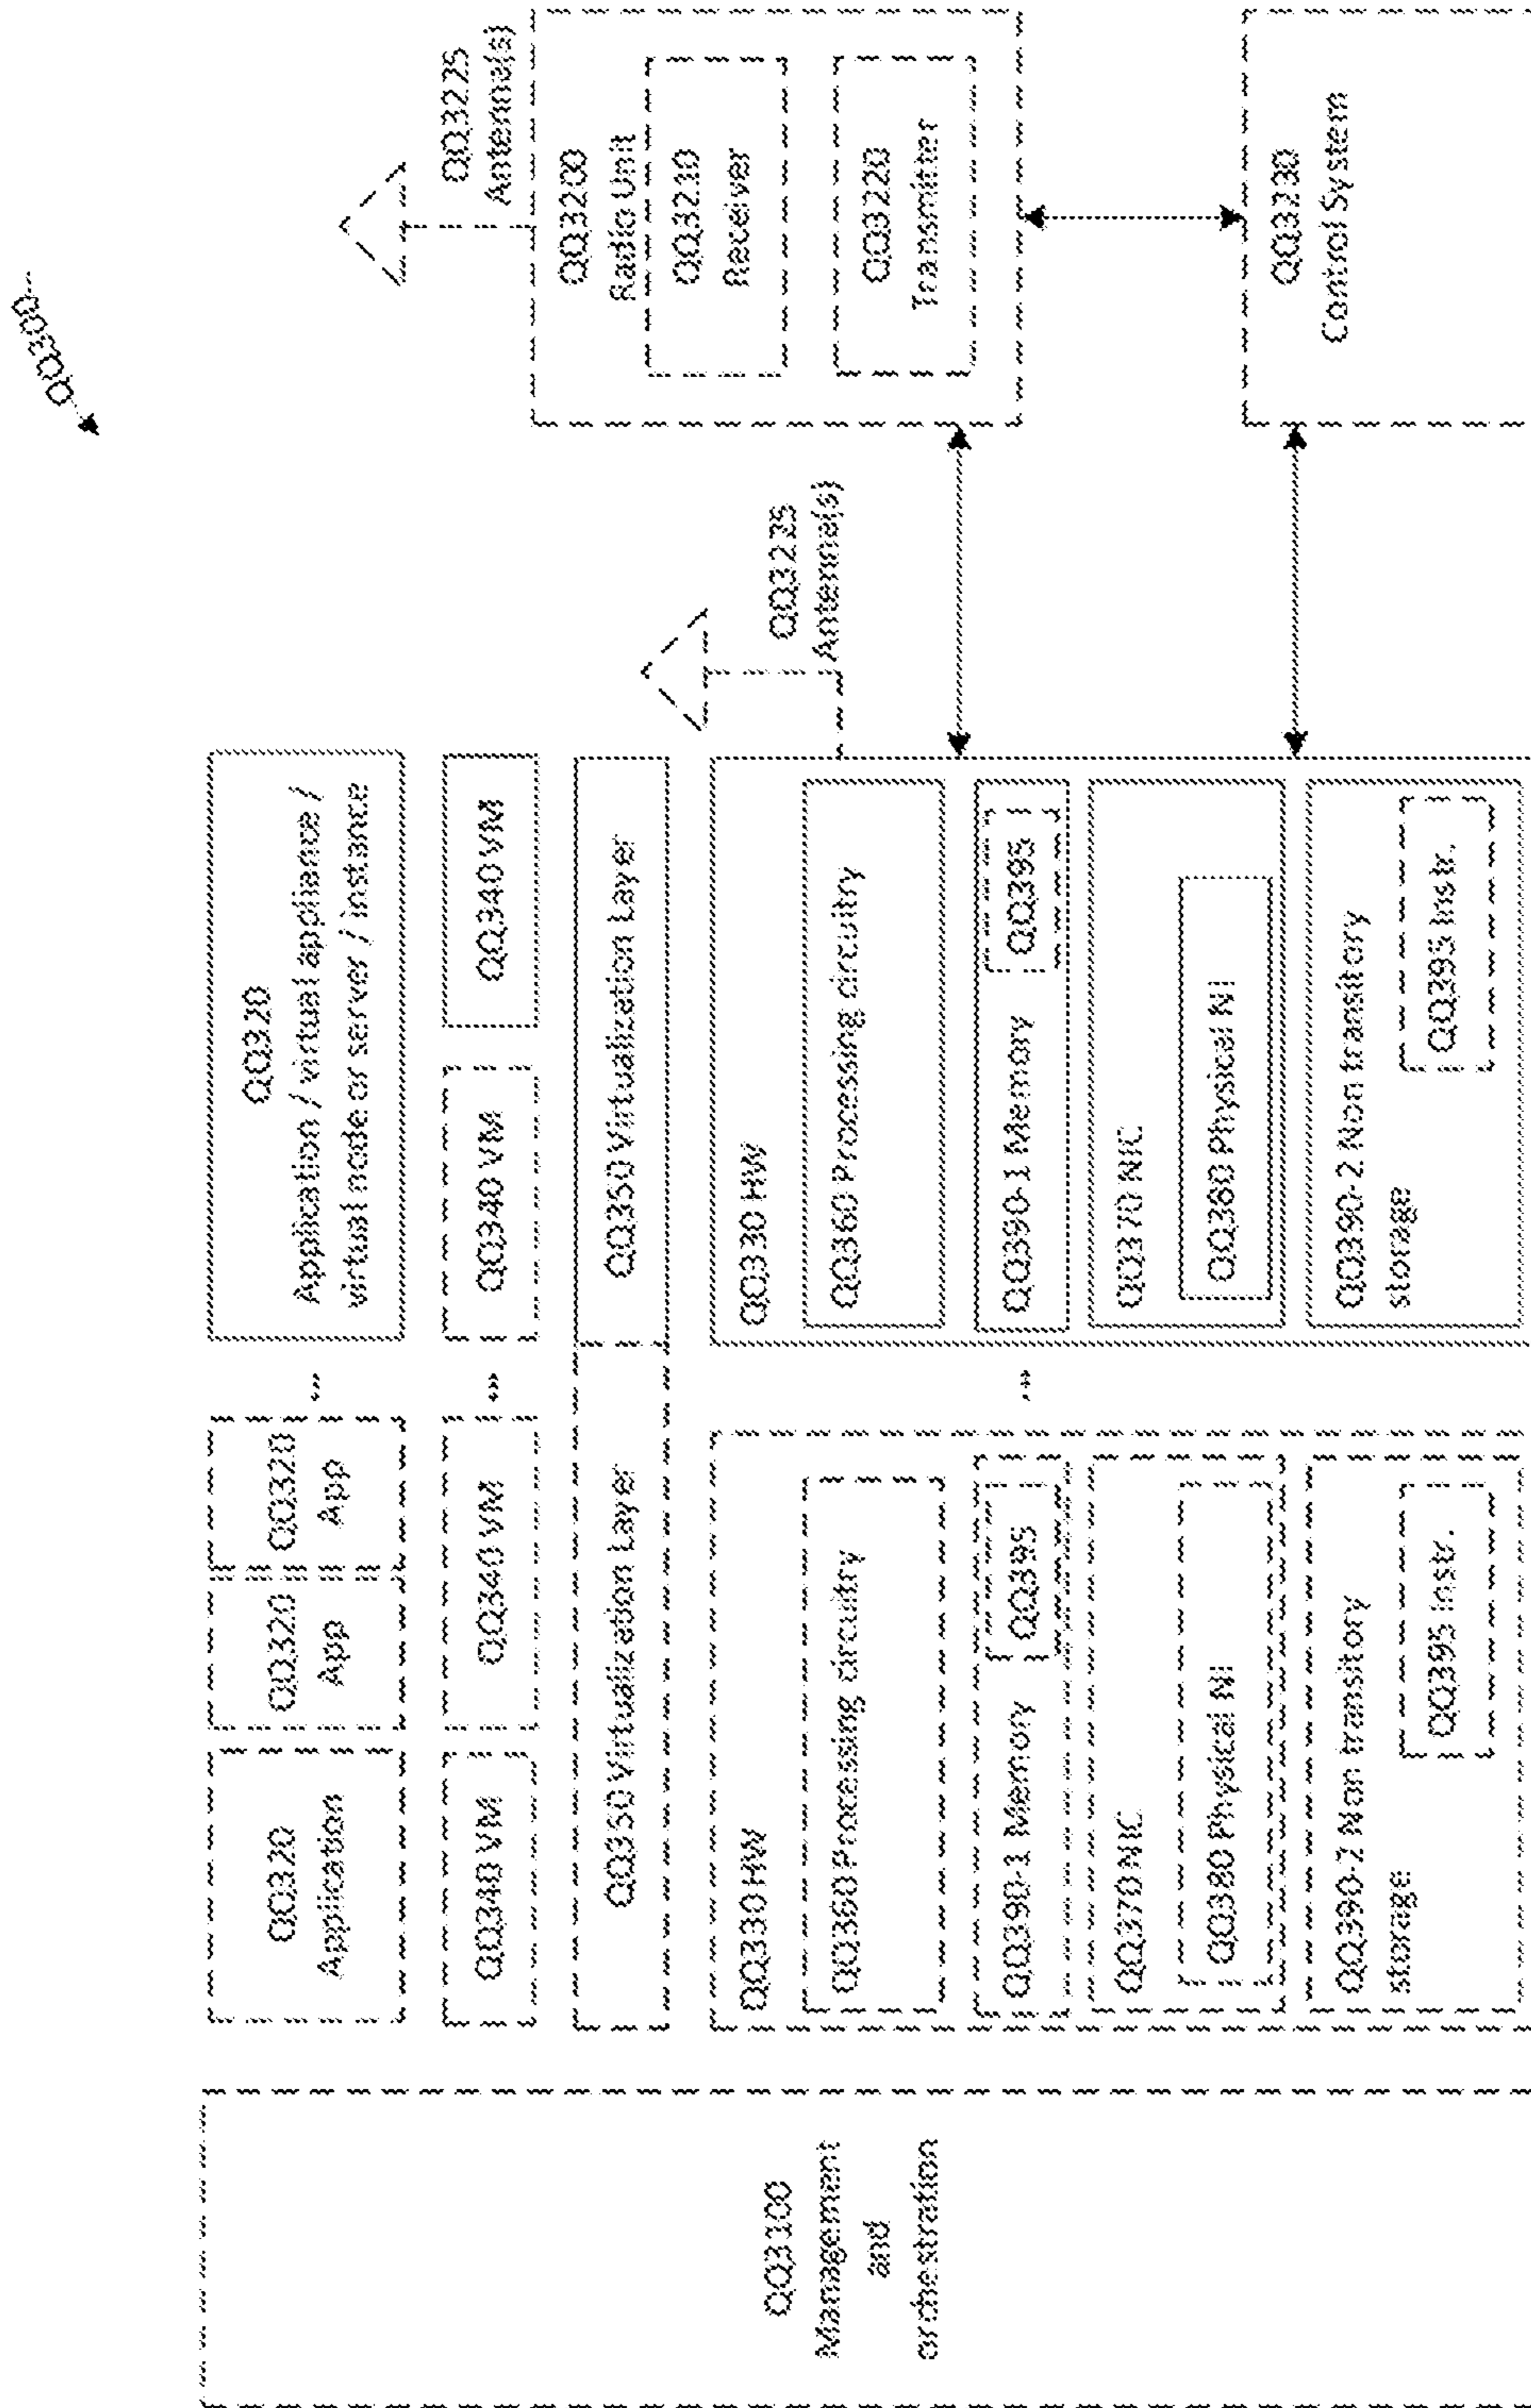 QQ300
QQ3100
Management
and
orchestration
QQ320
Application
QQ320
App
QQ320
App
...
QQ320
Application / virtual appliance /
virtual node or server / instance
QQ340 VM
QQ340 VM
...
QQ340 VM
QQ340 VM
QQ350 Virtualization Layer
QQ350 Virtualization Layer
QQ330 HW
QQ360 Processing circuitry
QQ390-1 Memory
QQ395
QQ370 NIC
QQ380 Physical NI
QQ390-2 Non transitory
storage
QQ395 Instr.
...
QQ330 HW
QQ360 Processing circuitry
QQ390-1 Memory
QQ395
QQ370 NIC
QQ380 Physical NI
QQ390-2 Non transitory
storage
QQ395 Instr.
QQ3225
Antenna(s)
QQ3225
Antenna(s)
QQ3200
Radio Unit
QQ3210
Receiver
QQ3220
Transmitter
QQ3230
Control System